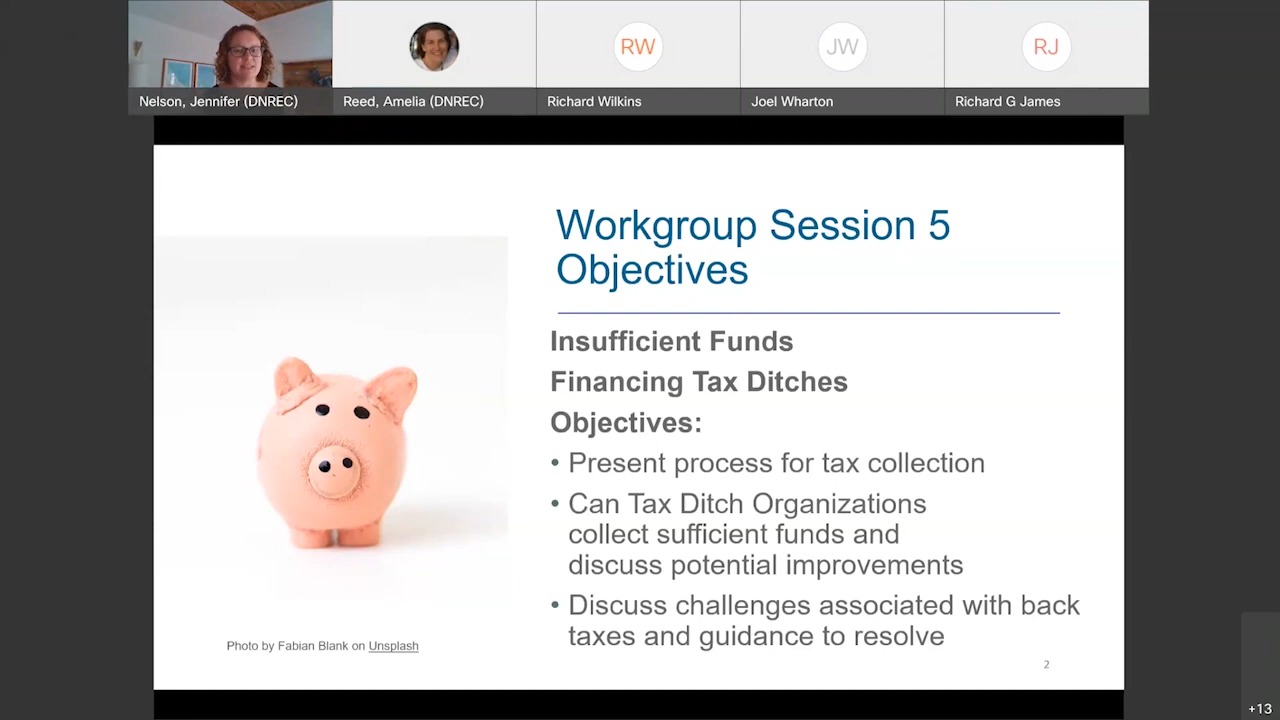 RW
JW
RJ
Nelson, Jennifer (DNREC)
Reed, Amelia (DNREC)
Richard Wilkins
Joel Wharton
Richard G James
Workgroup Session 5
Objectives
Insufficient Funds
Financing Tax Ditches
Objectives:
• Present process for tax collection
• Can Tax Ditch Organizations
collect sufficient funds and
discuss potential improvements
• Discuss challenges associated with back
taxes and guidance to resolve
Photo by Fabian Blank on Unsplash
2
+13